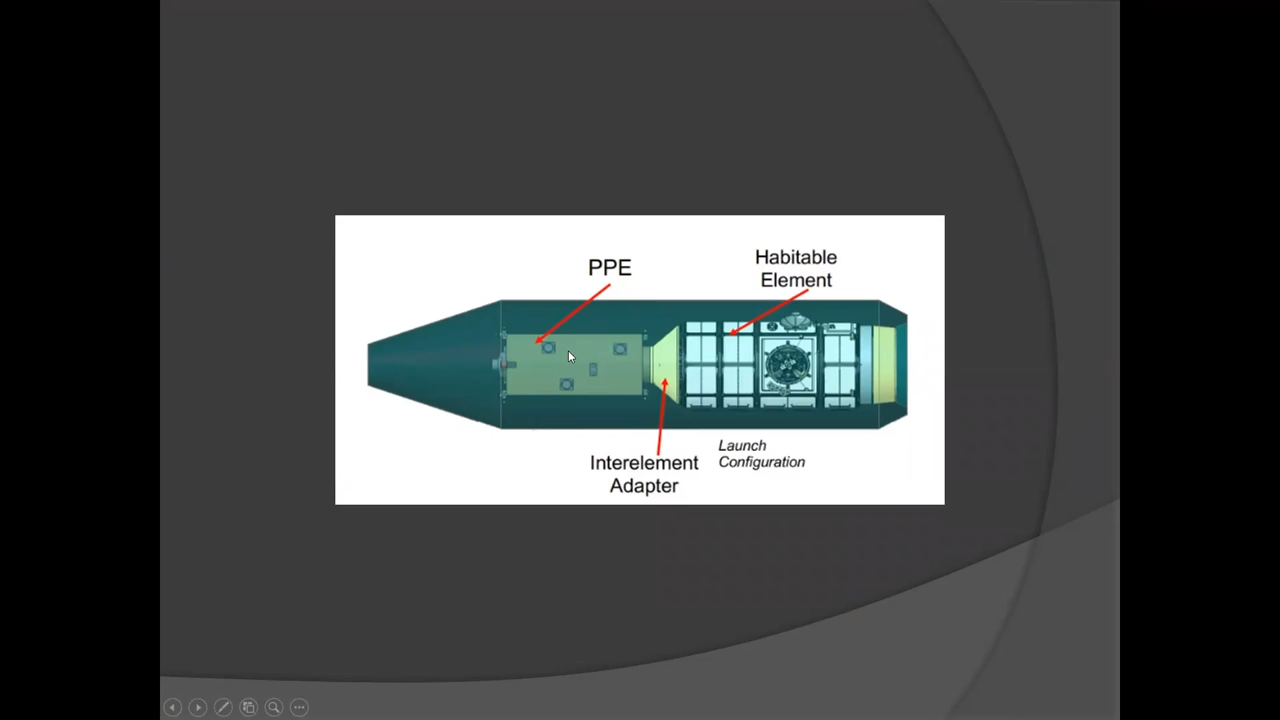 PPE
Habitable
Element
Interelement
Adapter
Launch
Configuration